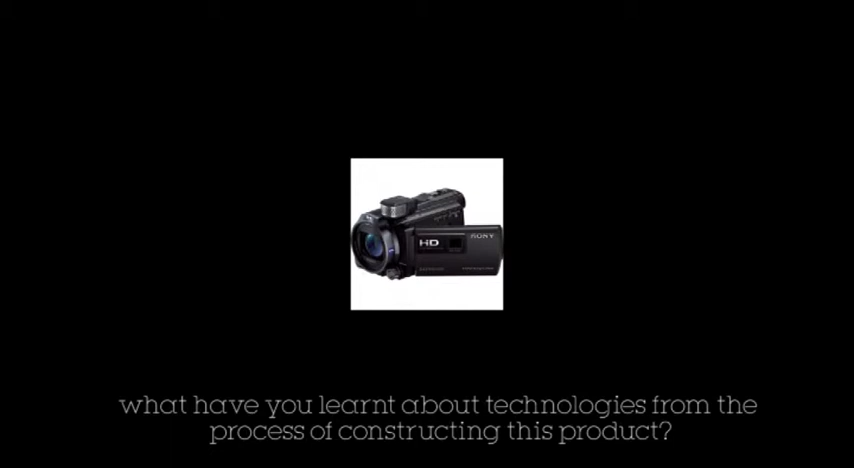 HD
SONY
what have you learnt about technologies from the
process of constructing this product?